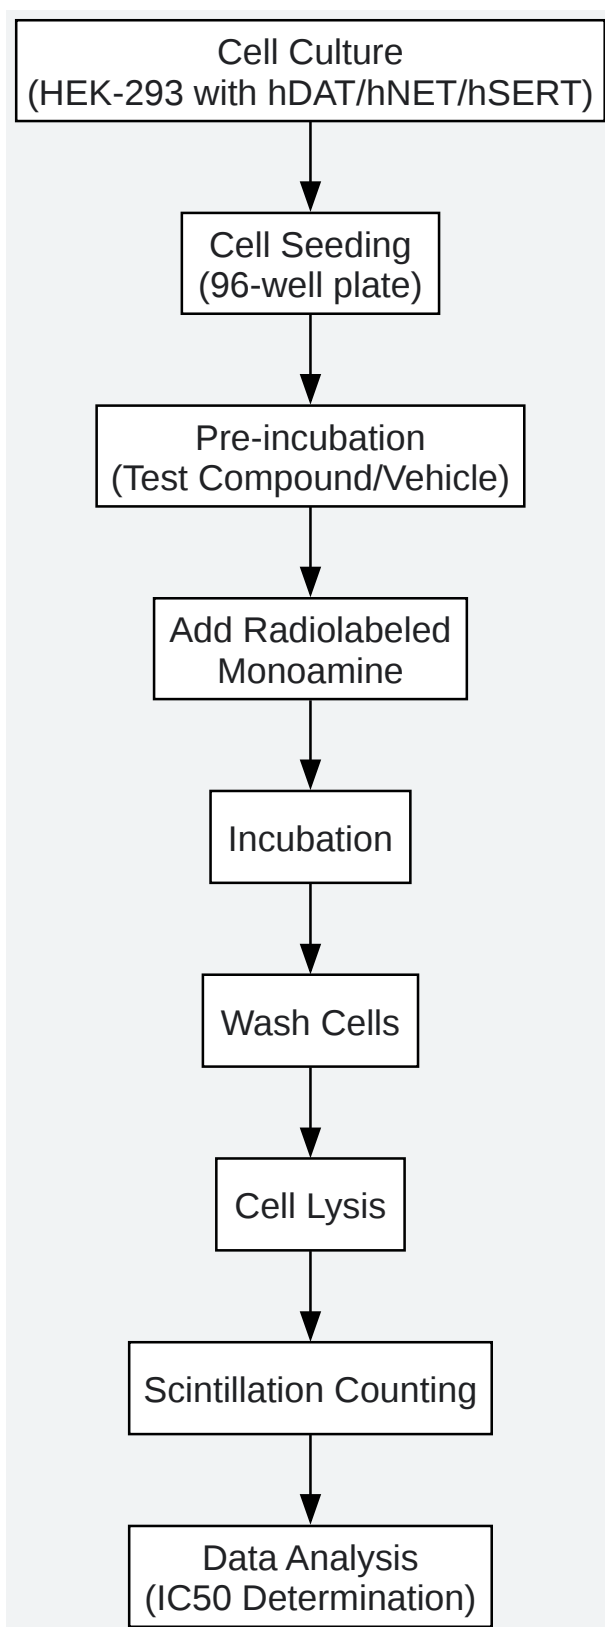 Cell Culture
(HEK-293 with hDAT/hNET/hSERT)
Cell Seeding
(96-well plate)
Pre-incubation
(Test Compound/Vehicle)
Add Radiolabeled
Monoamine
Incubation
Wash Cells
Cell Lysis
Scintillation Counting
Data Analysis
(IC50 Determination)